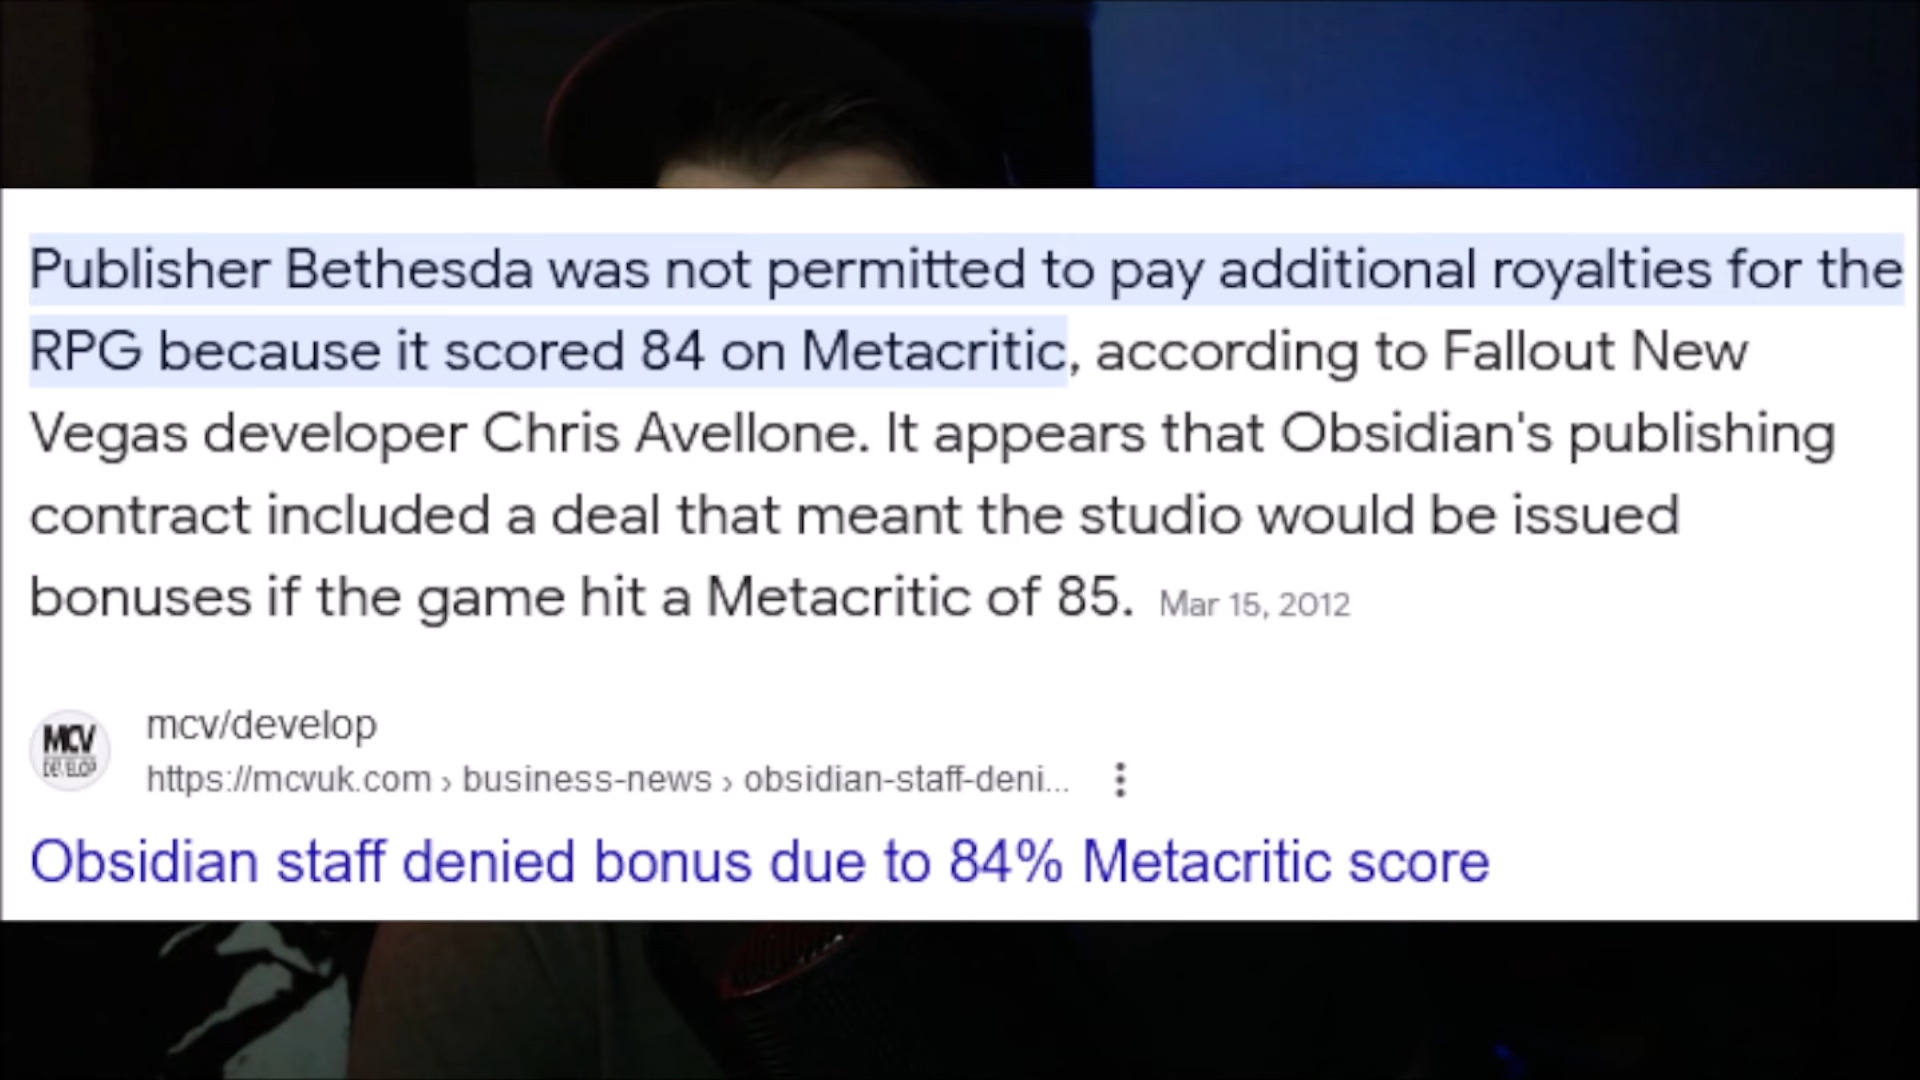 Publisher Bethesda was not permitted to pay additional royalties for the
RPG because it scored 84 on Metacritic, according to Fallout New
Vegas developer Chris Avellone. It appears that Obsidian's publishing
contract included a deal that meant the studio would be issued
bonuses if the game hit a Metacritic of 85. Mar 15, 2012
MCV
DEVELOP
mcv/develop
https://mcvuk.com › business-news › obsidian-staff-deni...
Obsidian staff denied bonus due to 84% Metacritic score